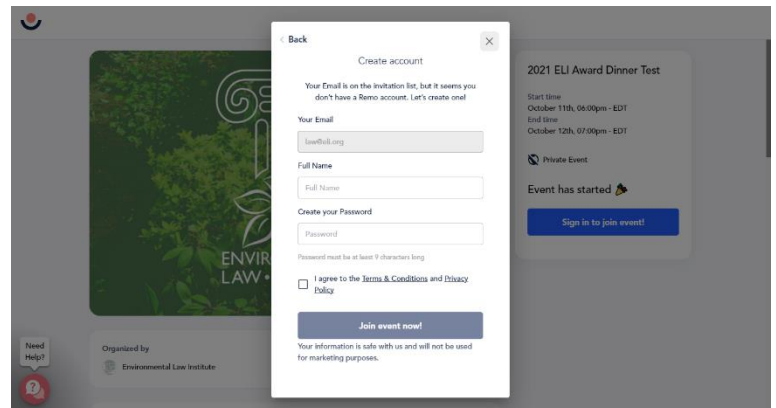 < Back
Create account
Your Email is on the invitation list, but it seems you
don't have a Remo account. Let's create one!
Your Email
law@eli.org
Full Name
Full Name
Create your Password
Password
Password must be at least 9 characters long
I agree to the Terms & Conditions and Privacy
Policy
Join event now!
Your information is safe with us and will not be used
for marketing purposes.
2021 ELI Award Dinner Test
Start time
October 11th, 06:00pm - EDT
End time
October 12th, 07:00pm - EDT
Private Event
Event has started
Sign in to join event!
ENVIR
LAW •
Organized by
Environmental Law Institute
Need
Help?